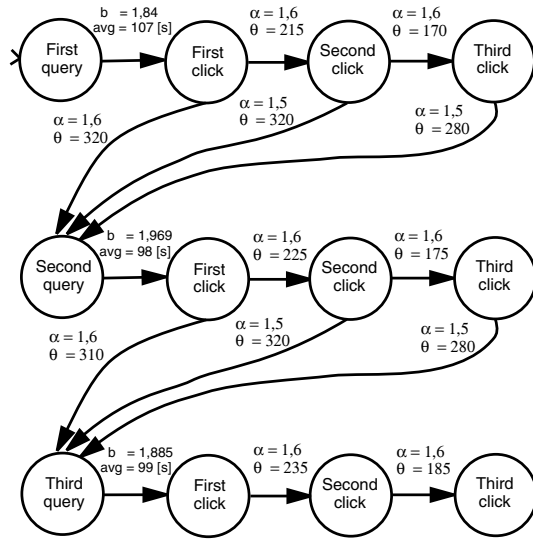 b = 1,84
avg = 107 [s]
α = 1,6
θ = 215
α = 1,6
θ = 170
First
query
First
click
Second
click
Third
click
α = 1,6
θ = 320
α = 1,5
θ = 320
α = 1,5
θ = 280
b = 1,969
avg = 98 [s]
α = 1,6
θ = 225
α = 1,6
θ = 175
Second
query
First
click
Second
click
Third
click
α = 1,6
θ = 310
α = 1,5
θ = 320
α = 1,5
θ = 280
b = 1,885
avg = 99 [s]
α = 1,6
θ = 235
α = 1,6
θ = 185
Third
query
First
click
Second
click
Third
click